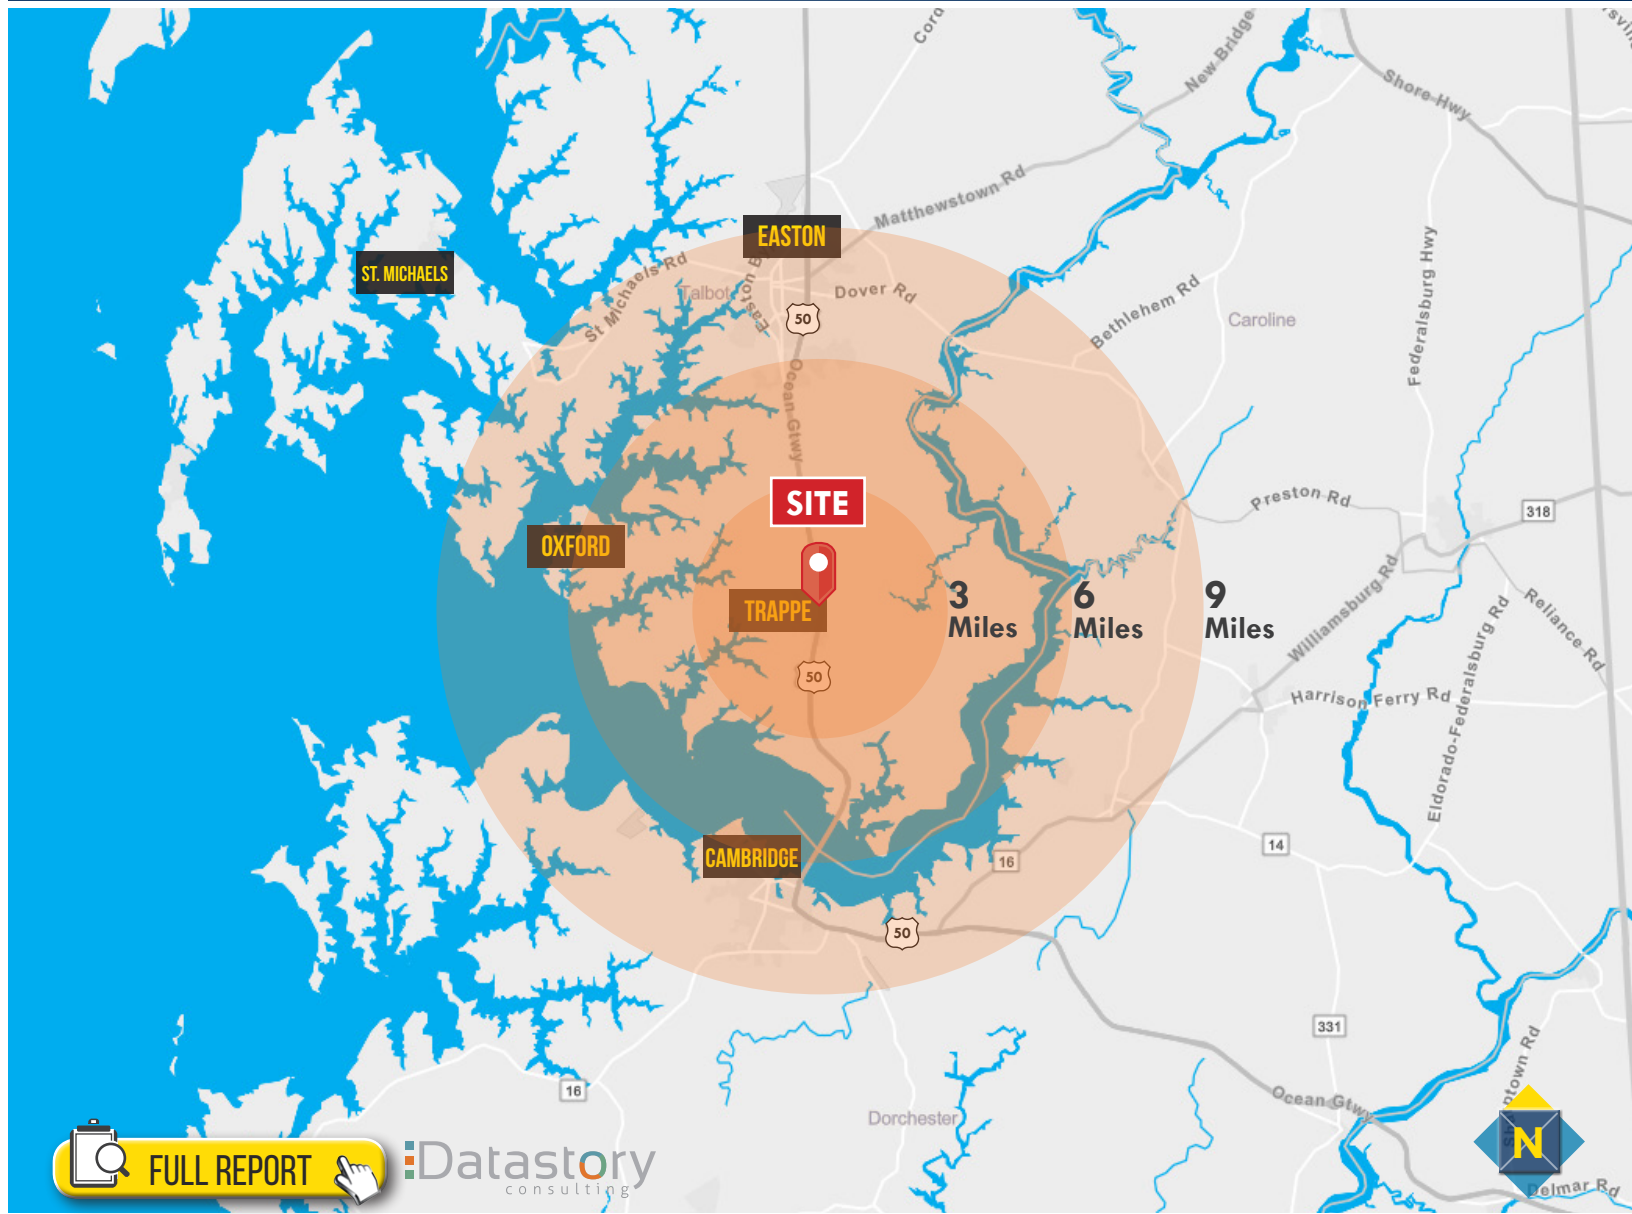 Cord
New Bridge
Shore Hwy
Matthewstown Rd
EASTON
ST. MICHAELS
St Michaels Rd
Talbot
Easton B
Dover Rd
50
Bethlehem Rd
Caroline
Federalsburg Hwy
Ocean Gtwy
SITE
Preston Rd
318
OXFORD
TRAPPE
3
Miles
6
Miles
9
Miles
Williamsburg Rd
Reliance Rd
50
Harrison Ferry Rd
Eldorado-Federalsburg Rd
CAMBRIDGE
16
14
50
331
16
Ocean Gtwy
Dorchester
ntown Rd
N
FULL REPORT
Datastory
consulting
Delmar Rd